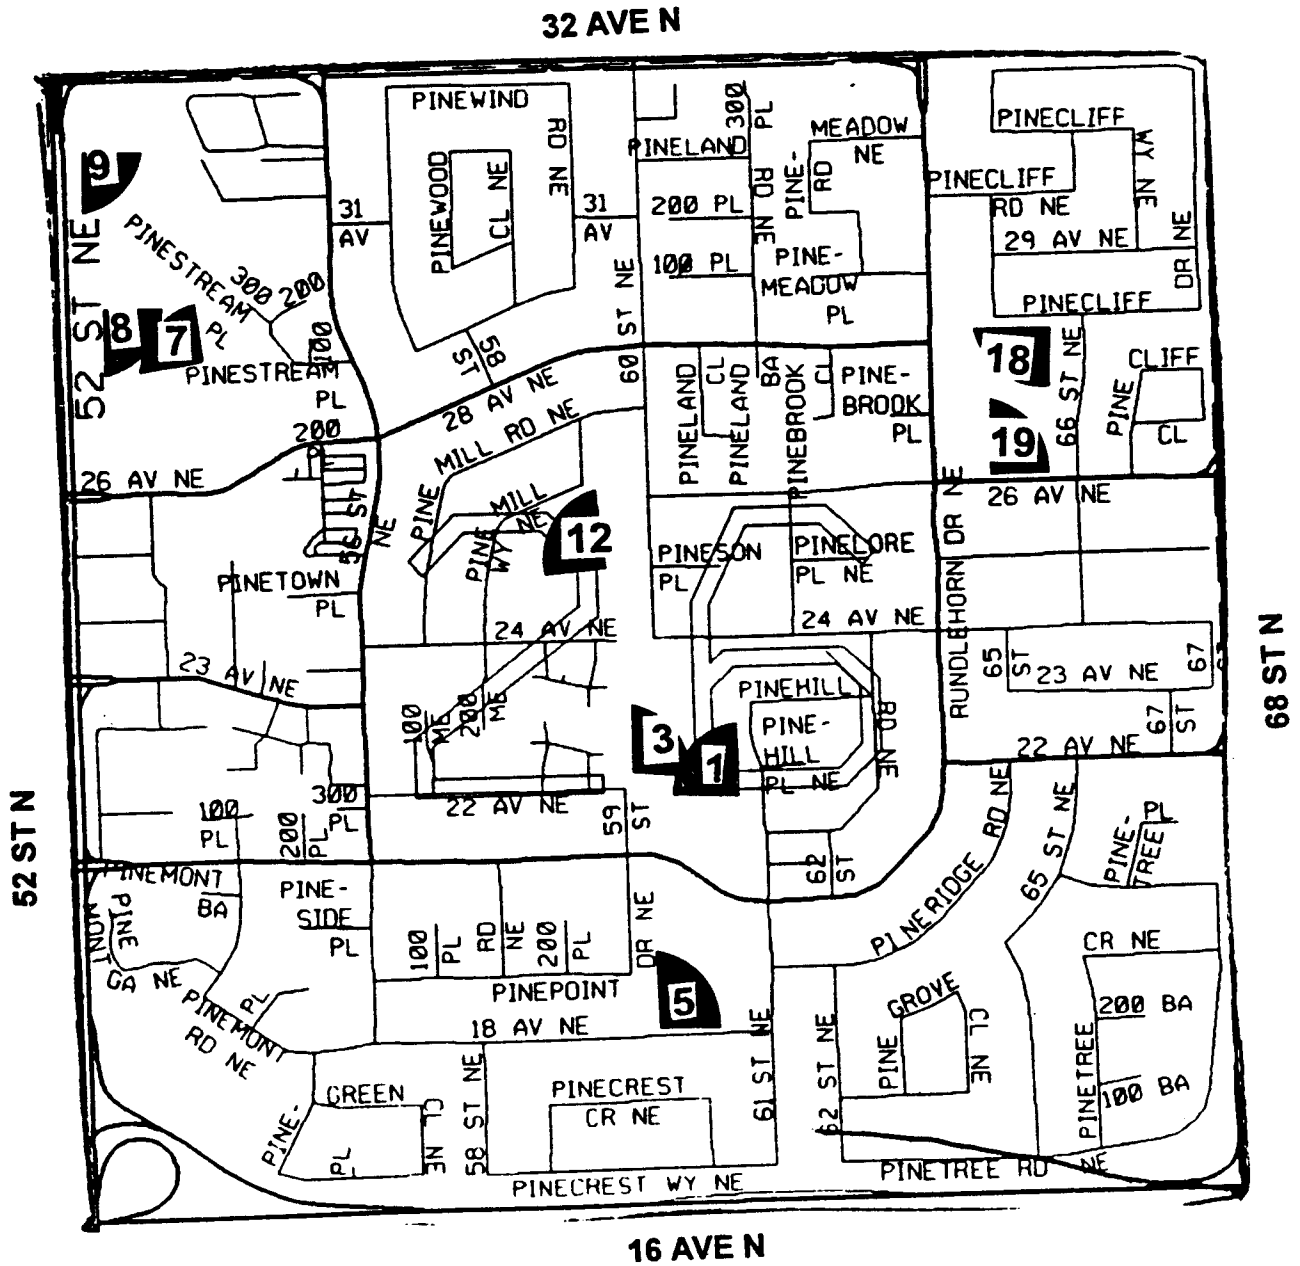 32 AVE N
PINEWIND
RD NE
PINEWOOD
CL NE
300
PL
PINELAND
RD NE
MEADOW
NE
PINE-
RD
PINECLIFF
WY NE
PINECLIFF
RD NE
29 AV NE
DR NE
PINECLIFF
9
31
AV
31
AV
200 PL
100 PL
PINE-
MEADOW
PL
52 ST NE
PINESTREAM
PL
300
200
100
PINESTREAM
PL
8
7
58
ST
60 ST NE
28 AV NE
18
19
66 ST NE
CLIFF
PINE
CL
PINELAND
CL
PINELAND
BA
PINEBROOK
CL
PINE-
BROOK
PL
200
PL
26 AV NE
56 ST
NE
MILL RD NE
PINE
MILL
NE
PINE
WY
12
26 AV NE
RUNDLEHORN DR NE
PINESON
PL
PINELORE
PL NE
PINETOWN
PL
24 AV NE
24 AV NE
23 AV NE
65
ST
23 AV NE
67
67
ST
68 ST N
100
ME
200
ME
3
1
PINEHILL
RD NE
PINE-
HILL
PL NE
22 AV NE
52 ST N
100
PL
200
PL
300
PL
22 AV NE
59
ST
62
ST
PINERIDGE RD NE
65 ST NE
PINE-
TREE
PL
INEMONT
BA
PINE
MONT
GA NE
PINEMONT
RD NE
PL
PINE-
SIDE
PL
100
PL
RD
NE
200
PL
DR NE
PINEPOINT
5
18 AV NE
CR NE
200 BA
100 BA
PINETREE
GROVE
PINE
CL NE
61 ST NE
62 ST NE
58 ST NE
GREEN
PINE-
CL NE
PL
PINECREST
CR NE
PINECREST WY NE
PINETREE RD NE
16 AVE N